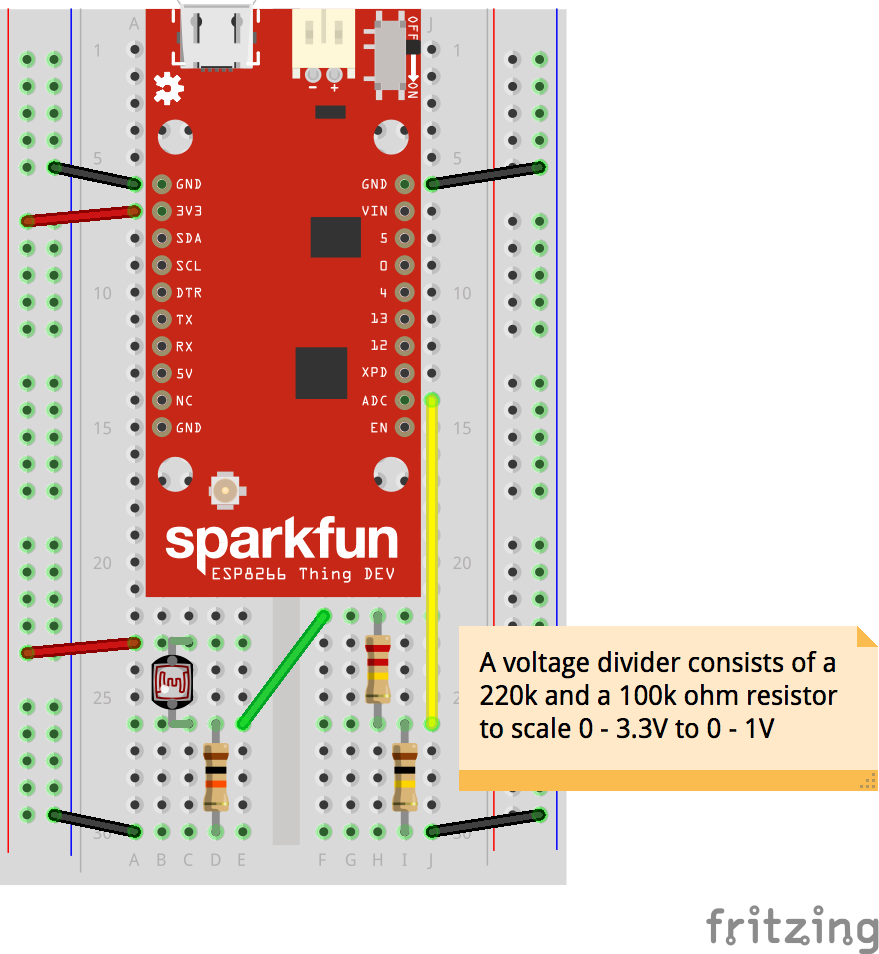 A J
OFF
1 1
- + ON
5 5
GND GND
3V3 VIN
SDA 5
SCL 0
10 DTR 4 10
TX 13
RX 12
5V XPD
NC ADC
15 GND EN 15
sparkfun
20 ESP8266 Thing DEV 20
25
A voltage divider consists of a
220k and a 100k ohm resistor
to scale 0 - 3.3V to 0 - 1V
30
A B C D E F G H I J
fritzing